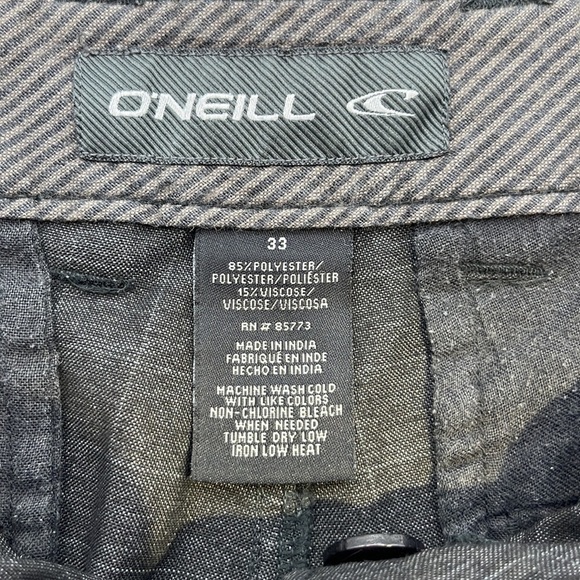 O'NEILL
33
85%POLYESTER/
POLYESTER/POLIÉSTER
15%VISCOSE/
VISCOSE/VISCOSA
RN # 85773
MADE IN INDIA
FABRIQUÉ EN INDE
HECHO EN INDIA
MACHINE WASH COLD
WITH LIKE COLORS
NON-CHLORINE BLEACH
WHEN NEEDED
TUMBLE DRY LOW
IRON LOW HEAT